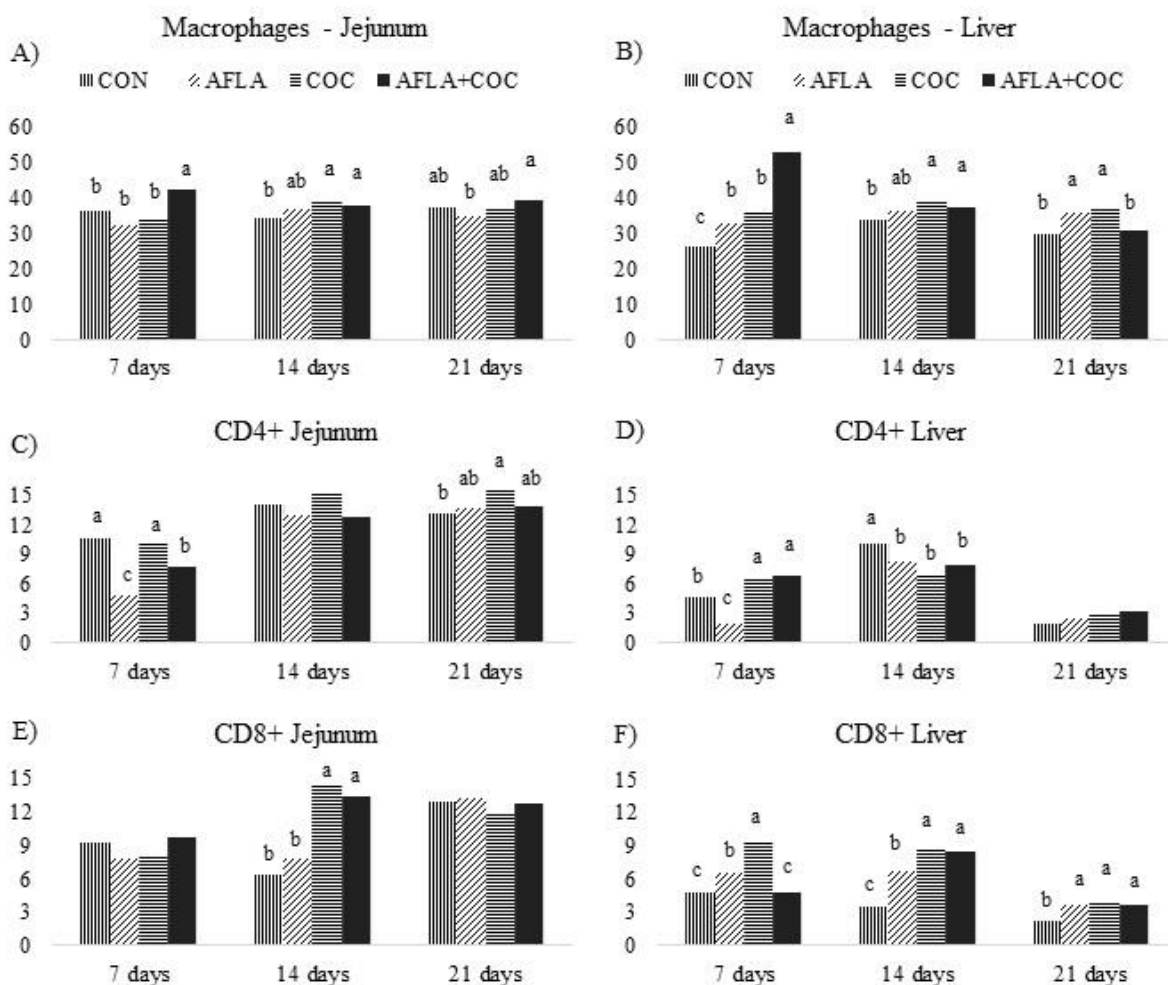 A)
Macrophages - Jejunum
CON AFLA COC AFLA+COC
60
50
40
30
20
10
0
b b b a
b ab a a
ab b ab a
7 days 14 days 21 days
B)
Macrophages - Liver
CON AFLA COC AFLA+COC
60
50
40
30
20
10
0
c b b a
b ab a a
b a a b
7 days 14 days 21 days
C)
CD4+ Jejunum
15
12
9
6
3
0
a c a b
b ab a ab
7 days 14 days 21 days
D)
CD4+ Liver
15
12
9
6
3
0
b c a a
a b b b
7 days 14 days 21 days
E)
CD8+ Jejunum
15
12
9
6
3
0
b b a a
7 days 14 days 21 days
F)
CD8+ Liver
15
12
9
6
3
0
c b a c
c b a a
b a a a
7 days 14 days 21 days